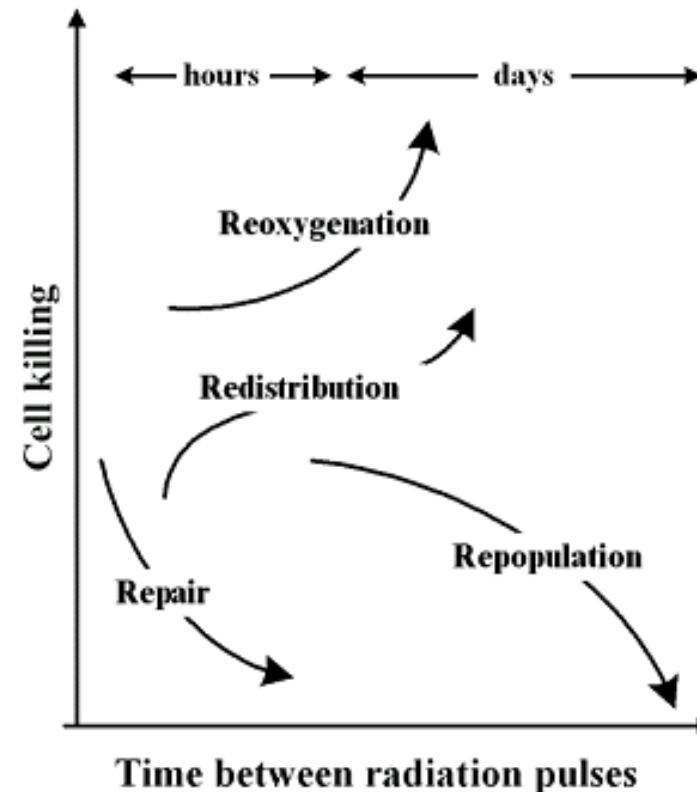 hours
days
Reoxygenation
Redistribution
Repopulation
Repair
Cell killing
Time between radiation pulses